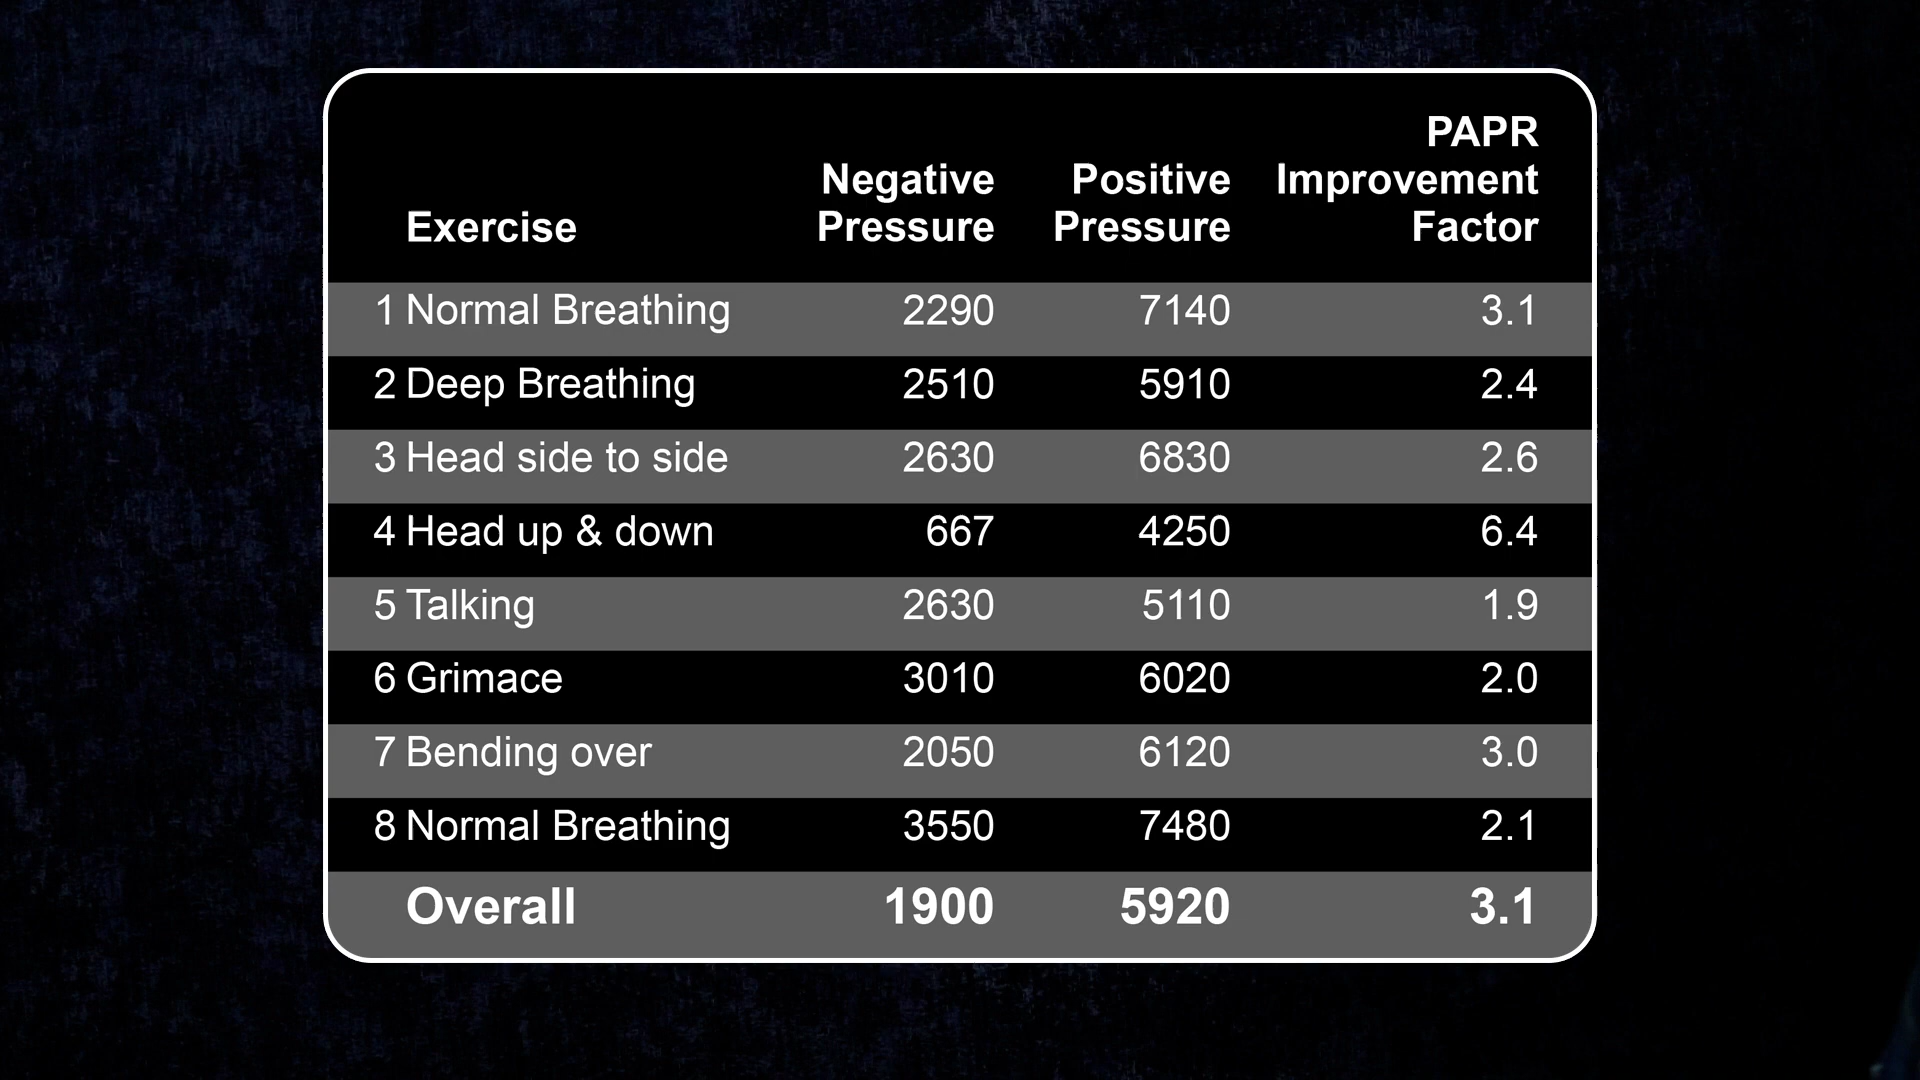 Exercise Negative Pressure Positive Pressure PAPR Improvement Factor
1 Normal Breathing 2290 7140 3.1
2 Deep Breathing 2510 5910 2.4
3 Head side to side 2630 6830 2.6
4 Head up & down 667 4250 6.4
5 Talking 2630 5110 1.9
6 Grimace 3010 6020 2.0
7 Bending over 2050 6120 3.0
8 Normal Breathing 3550 7480 2.1
Overall 1900 5920 3.1